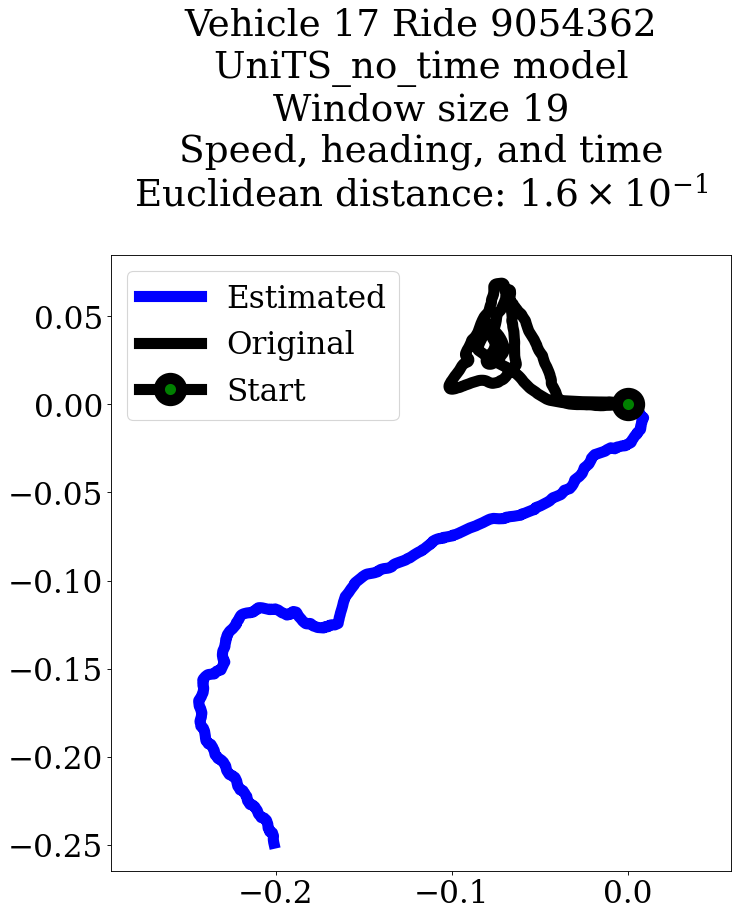 Vehicle 17 Ride 9054362
UniTS_no_time model
Window size 19
Speed, heading, and time
Euclidean distance: 1.6 × 10⁻¹
Estimated
Original
Start
0.05
0.00
−0.05
−0.10
−0.15
−0.20
−0.25
−0.2
−0.1
0.0